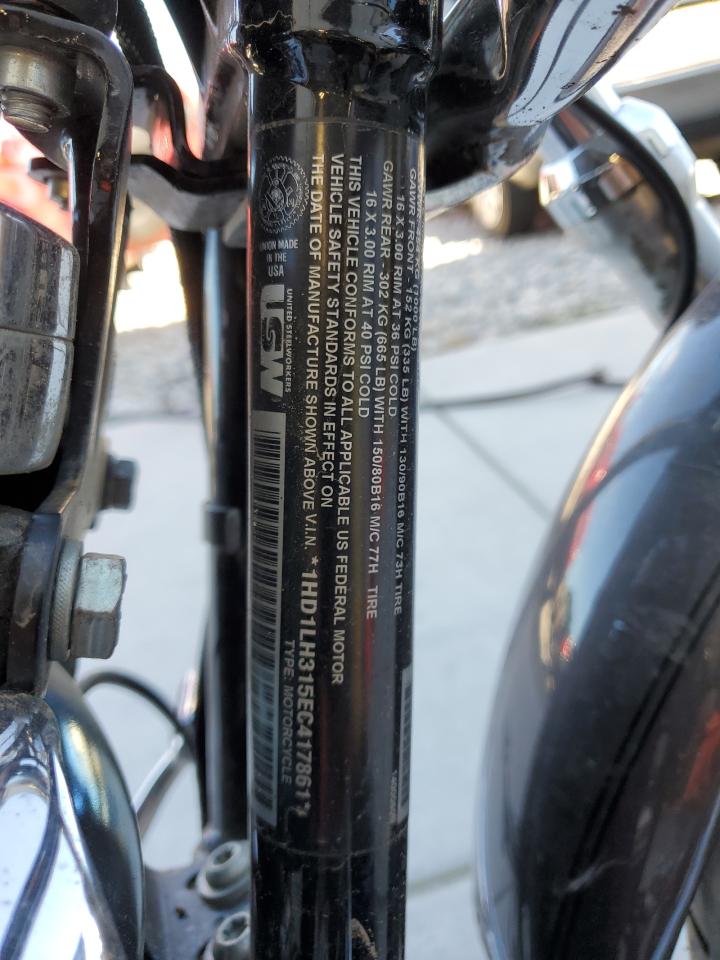 KG (1000 LB)
GAWR FRONT - 152 KG (335 LB) WITH 130/90B16 M/C 73H TIRE
16 X 3.00 RIM AT 36 PSI COLD
GAWR REAR - 302 KG (665 LB) WITH 150/80B16 M/C 77H TIRE
16 X 3.00 RIM AT 40 PSI COLD
THIS VEHICLE CONFORMS TO ALL APPLICABLE US FEDERAL MOTOR
VEHICLE SAFETY STANDARDS IN EFFECT ON
THE DATE OF MANUFACTURE SHOWN ABOVE V.I.N. *1HD1LH315EC417861*
TYPE: MOTORCYCLE
UNION MADE
IN THE
USA
UNITED STEELWORKERS
USW